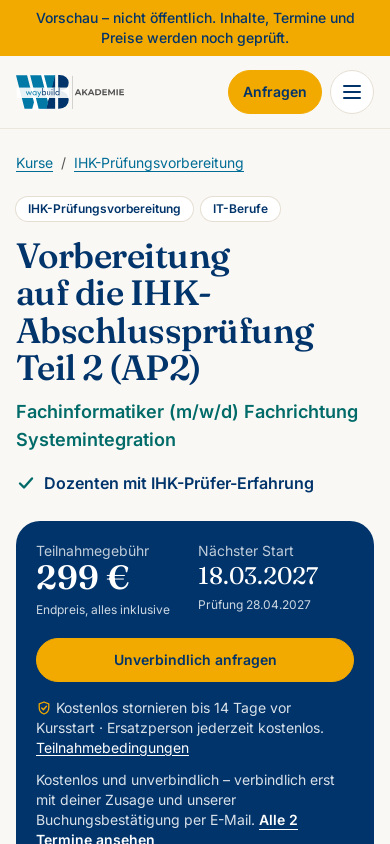 Vorschau – nicht öffentlich. Inhalte, Termine und
Preise werden noch geprüft.
waybuild
AKADEMIE
Anfragen
Kurse / IHK-Prüfungsvorbereitung
IHK-Prüfungsvorbereitung
IT-Berufe
Vorbereitung
auf die IHK-
Abschlussprüfung
Teil 2 (AP2)
Fachinformatiker (m/w/d) Fachrichtung
Systemintegration
Dozenten mit IHK-Prüfer-Erfahrung
Teilnahmegebühr
299 €
Endpreis, alles inklusive
Nächster Start
18.03.2027
Prüfung 28.04.2027
Unverbindlich anfragen
Kostenlos stornieren bis 14 Tage vor
Kursstart · Ersatzperson jederzeit kostenlos.
Teilnahmebedingungen
Kostenlos und unverbindlich – verbindlich erst
mit deiner Zusage und unserer
Buchungsbestätigung per E-Mail. Alle 2
Termine ansehen